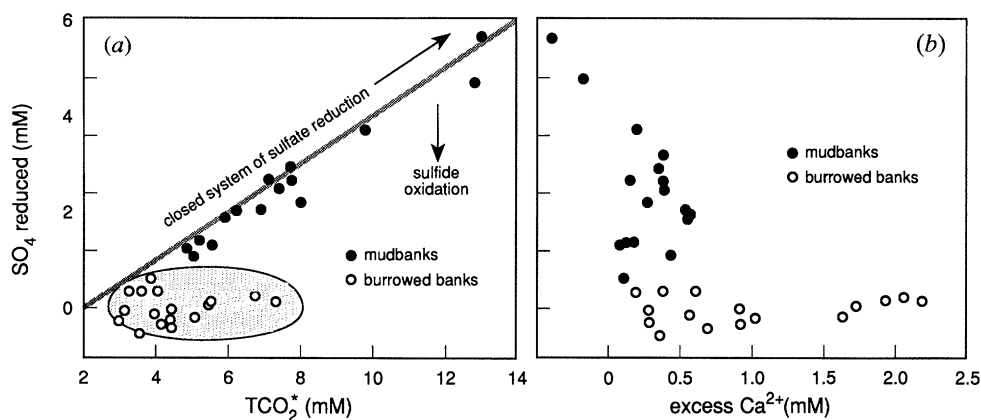 (a)
SO₄ reduced (mM)
6
4
2
0
closed system of sulfate reduction
sulfide
oxidation
mudbanks
burrowed banks
2 4 6 8 10 12 14
TCO₂* (mM)
(b)
mudbanks
burrowed banks
0 0.5 1.0 1.5 2.0 2.5
excess Ca²⁺(mM)